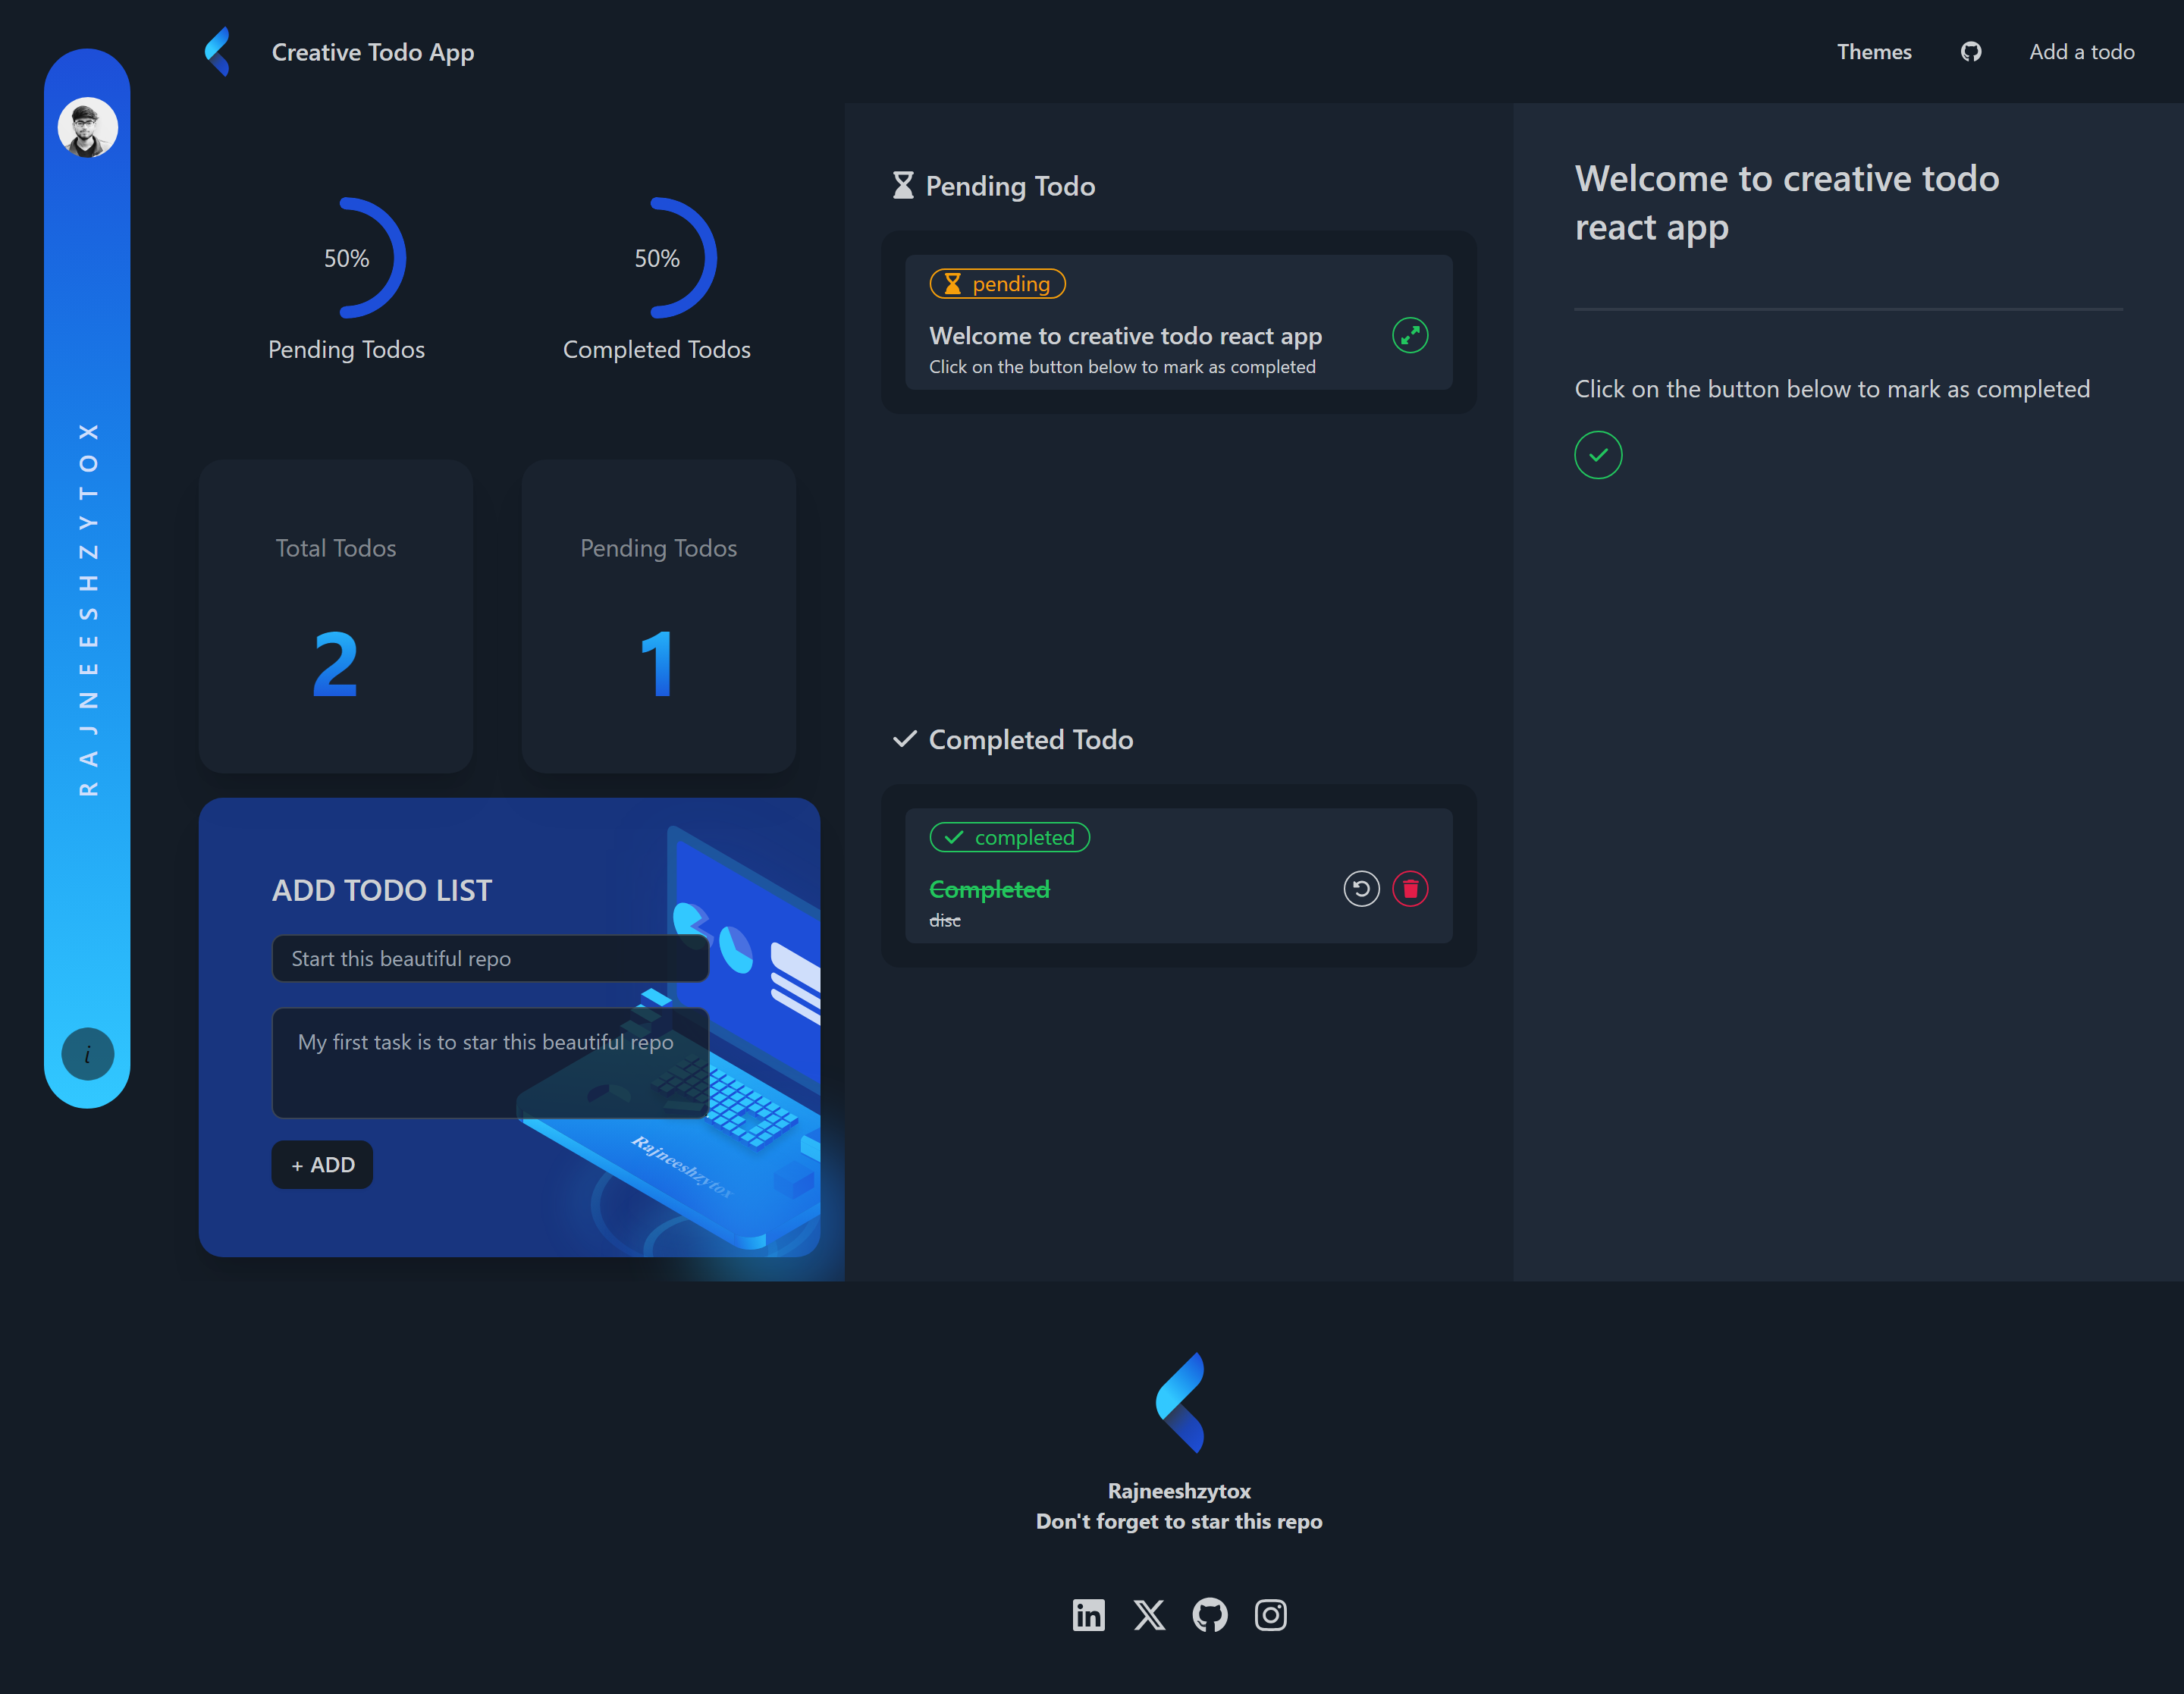 Creative Todo App
Themes
Add a todo
RAJNEESHZYTOX
i
50%
Pending Todos
50%
Completed Todos
Total Todos
2
Pending Todos
1
ADD TODO LIST
Start this beautiful repo
My first task is to star this beautiful repo
+ ADD
Rajneeshzytox
Pending Todo
pending
Welcome to creative todo react app
Click on the button below to mark as completed
Completed Todo
completed
Completed
disc
Welcome to creative todo
react app
Click on the button below to mark as completed
Rajneeshzytox
Don't forget to star this repo